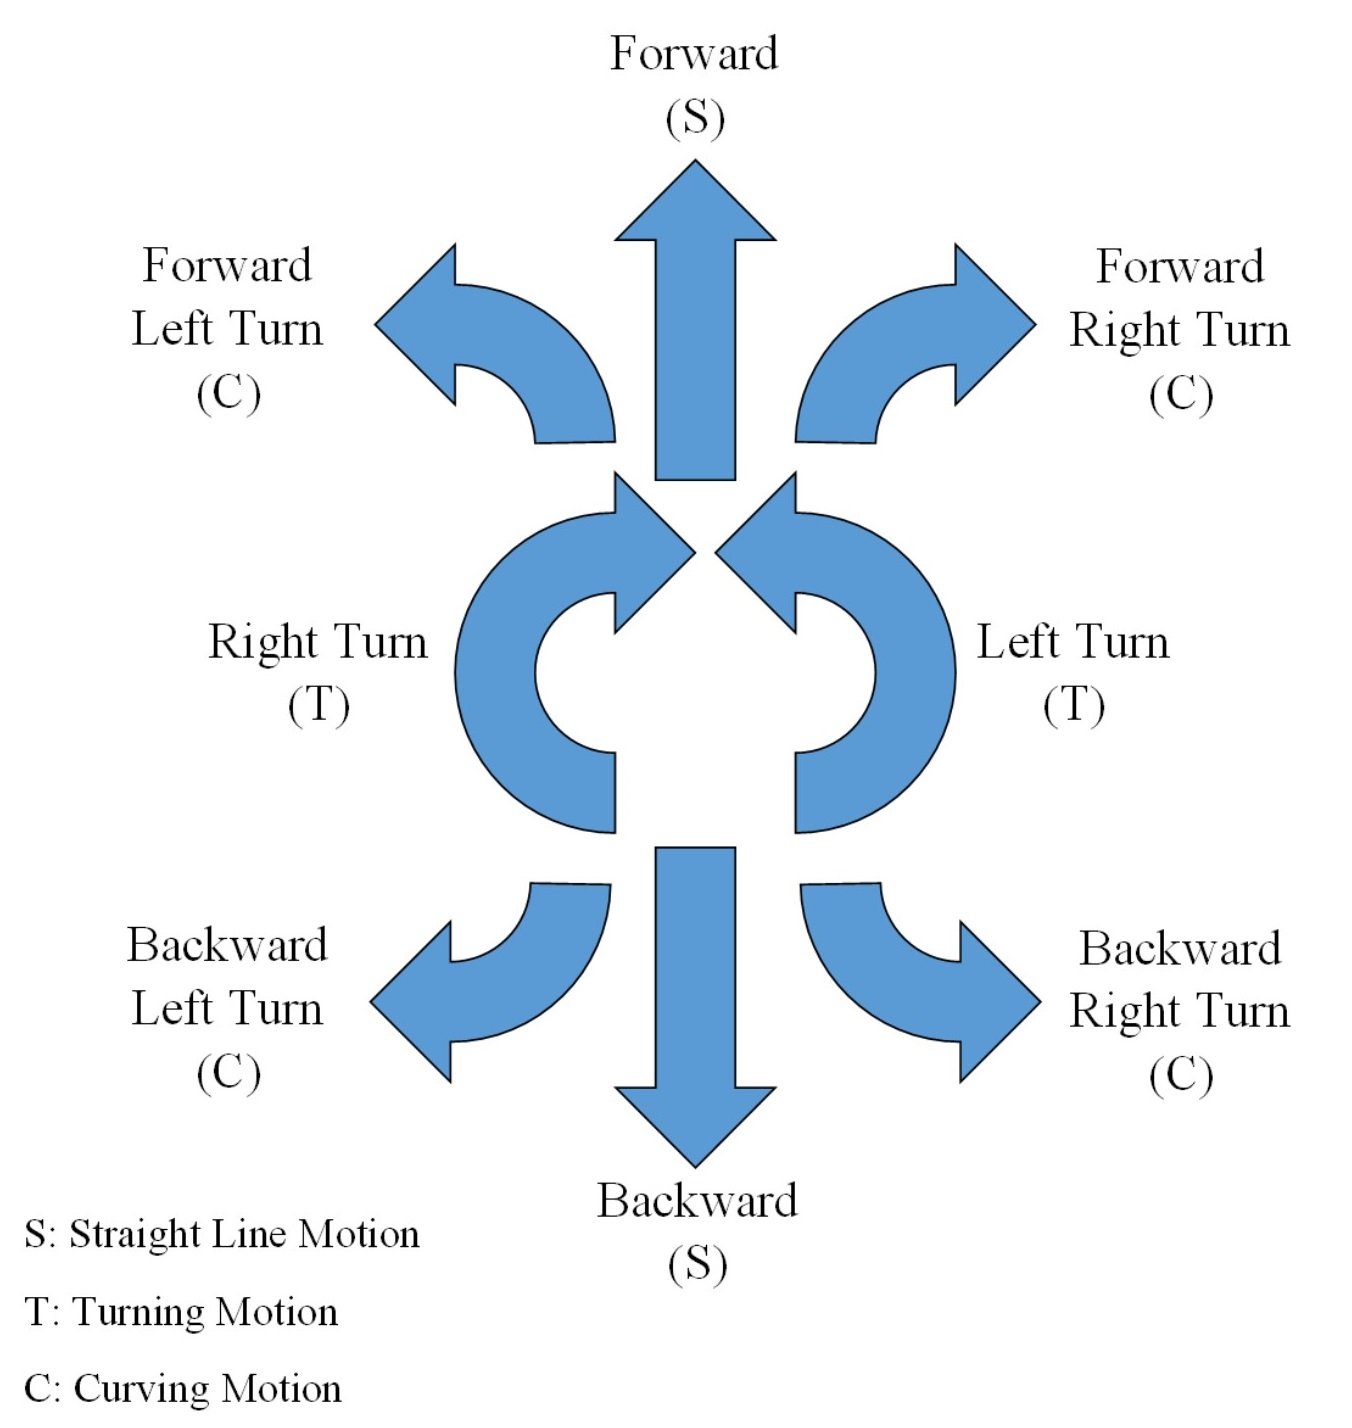 Forward
(S)
Forward
Left Turn
(C)
Forward
Right Turn
(C)
Right Turn
(T)
Left Turn
(T)
Backward
Left Turn
(C)
Backward
Right Turn
(C)
Backward
(S)
S: Straight Line Motion
T: Turning Motion
C: Curving Motion